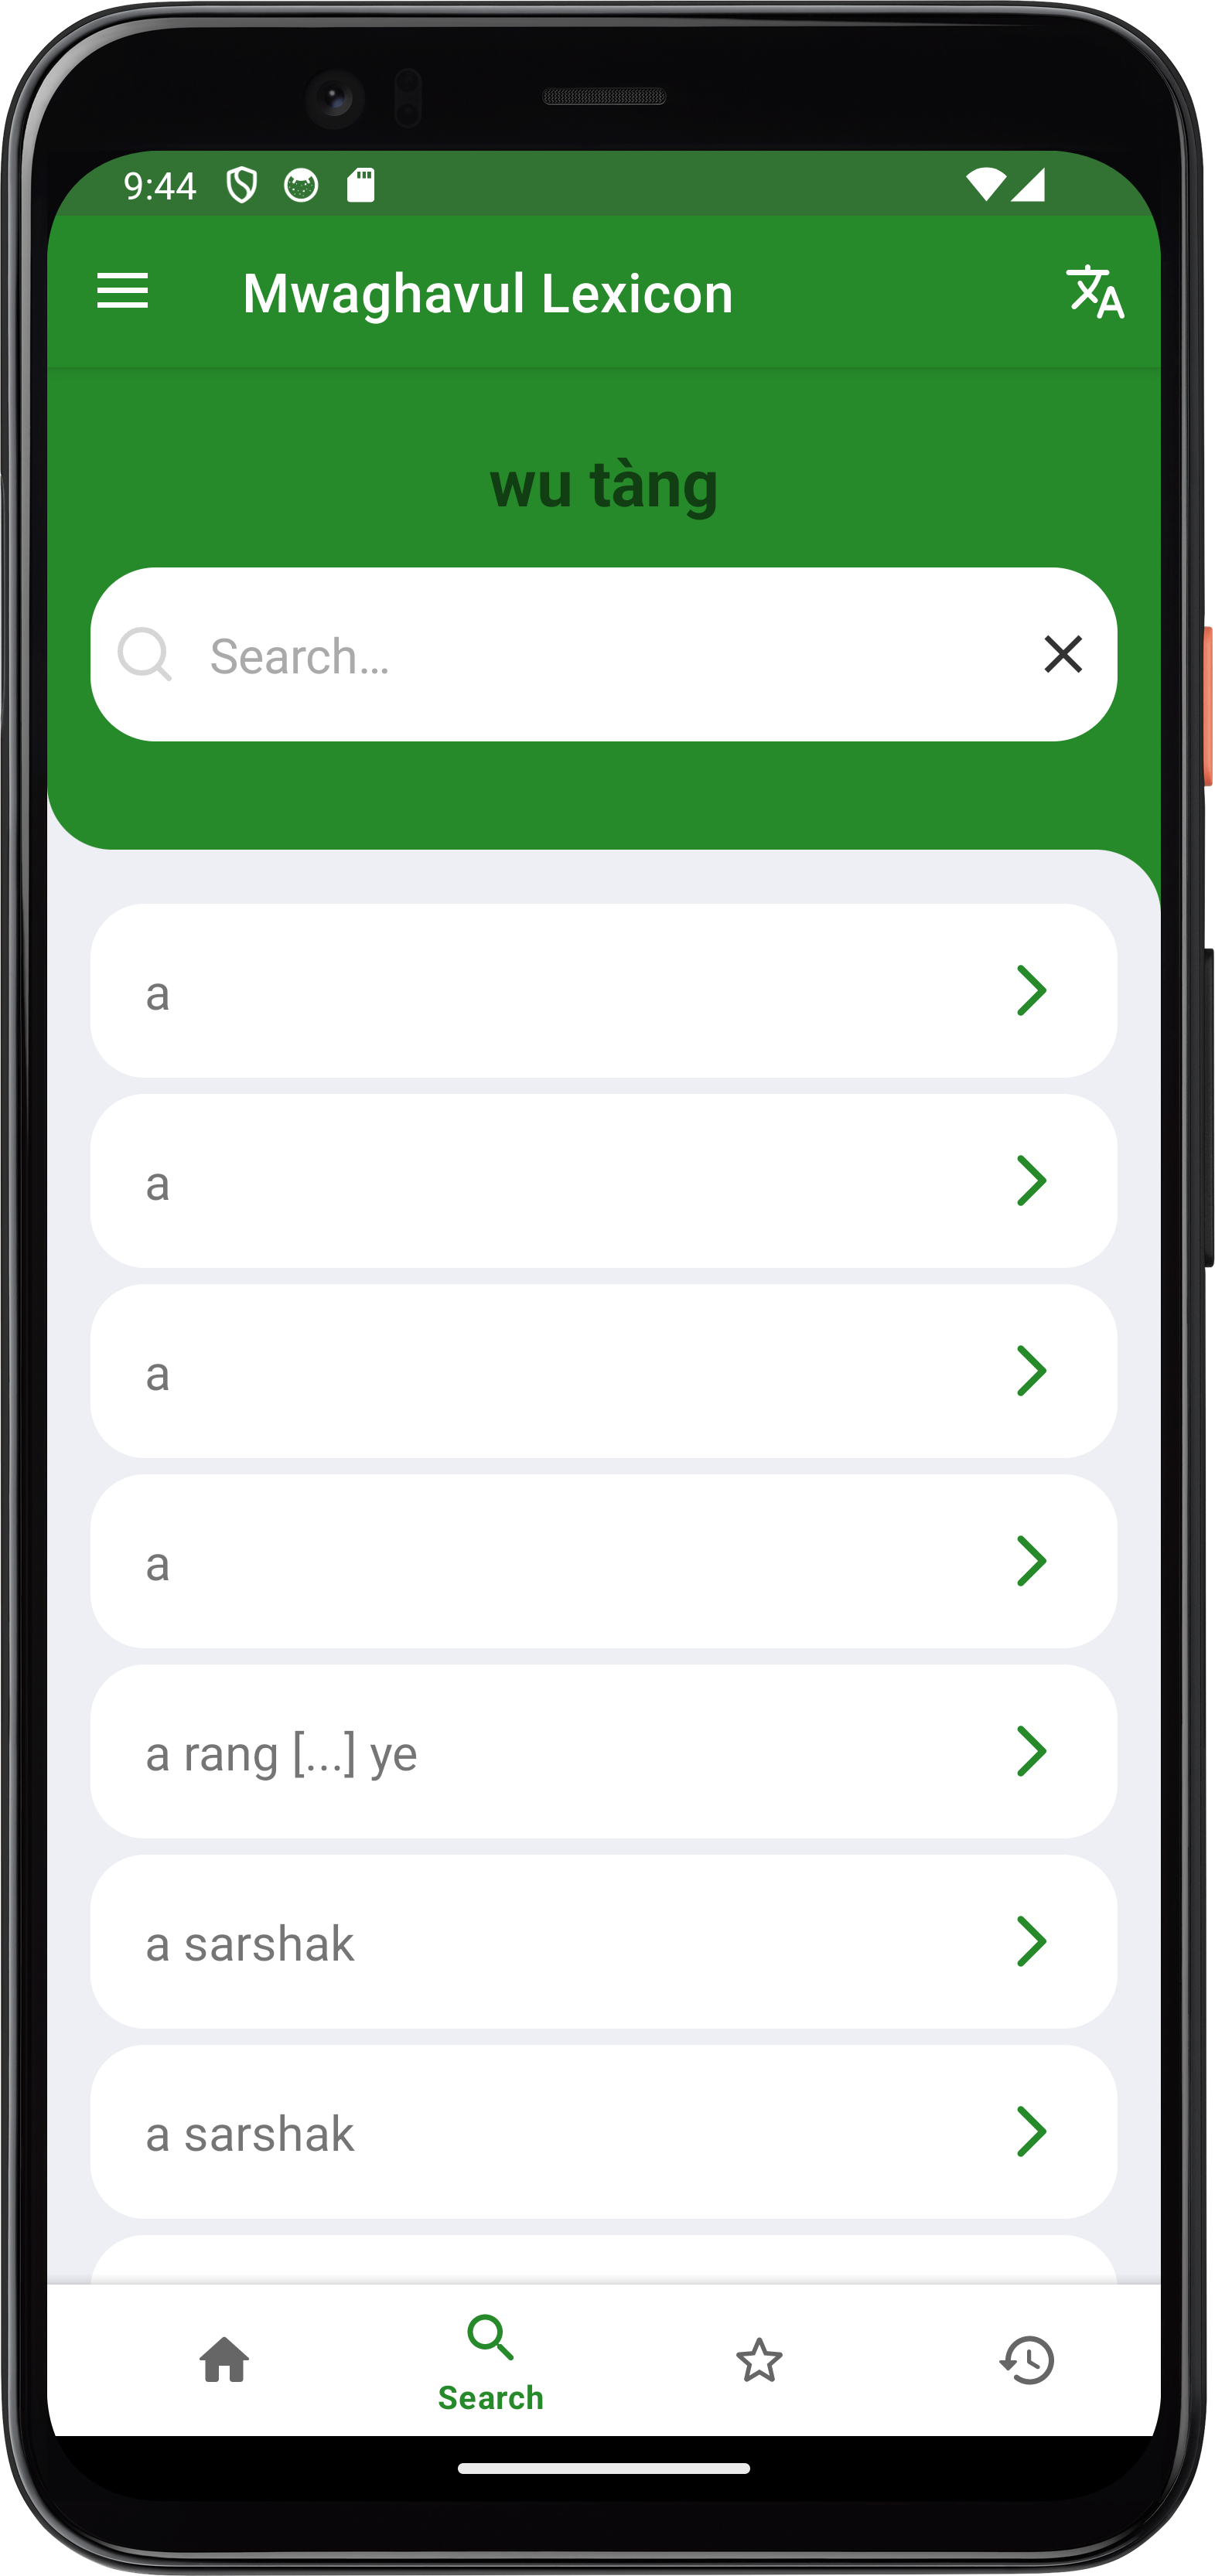 9:44
Mwaghavul Lexicon
wu tàng
Search...
a
a
a
a
a rang [...] ye
a sarshak
a sarshak
Search